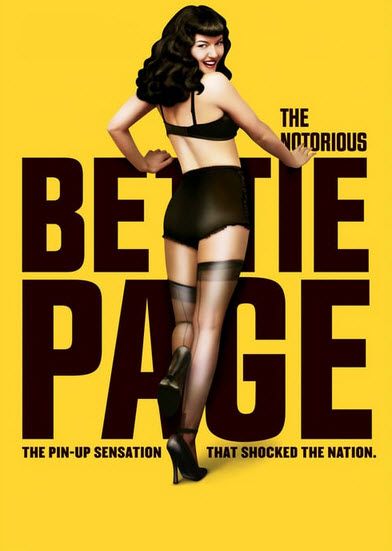 THE
NOTORIOUS
BETTIE
PAGE
THE PIN-UP SENSATION THAT SHOCKED THE NATION.